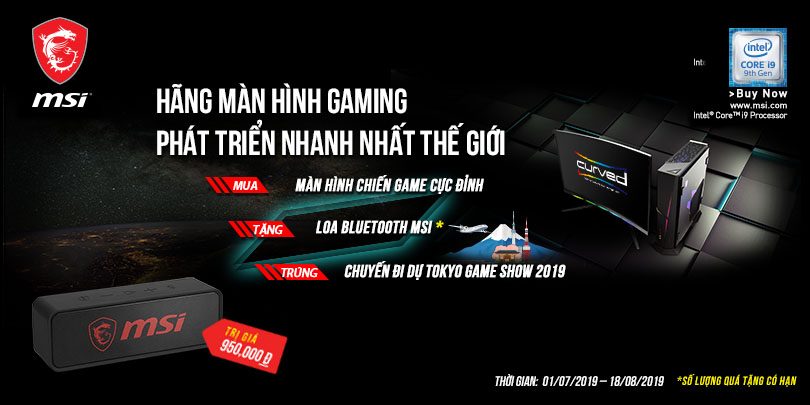 msi
Inte
intel
CORE i9
9th Gen
>Buy Now
www.msi.com
Intel® Core™ i9 Processor
HÃNG MÀN HÌNH GAMING
PHÁT TRIỂN NHANH NHẤT THẾ GIỚI
MUA MÀN HÌNH CHIẾN GAME CỰC ĐỈNH
TẶNG LOA BLUETOOTH MSI *
TRÚNG CHUYẾN ĐI DỰ TOKYO GAME SHOW 2019
curved
msi
TRỊ GIÁ
950,000 Đ
THỜI GIAN: 01/07/2019 – 18/08/2019 *SỐ LƯỢNG QUÀ TẶNG CÓ HẠN